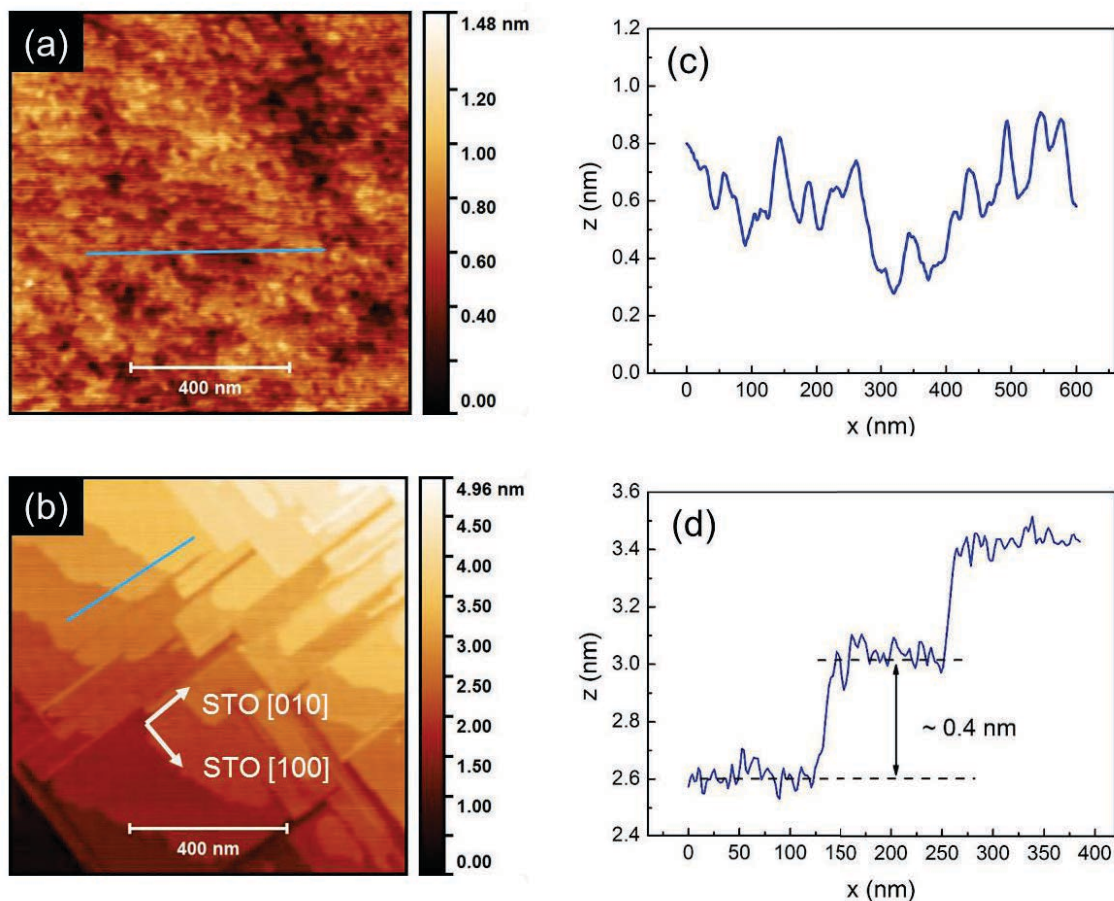 (a)
1.48 nm
1.20
1.00
0.80
0.60
0.40
0.00
400 nm
(c)
1.2
1.0
0.8
0.6
0.4
0.2
0.0
z (nm)
0 100 200 300 400 500 600
x (nm)
(b)
4.96 nm
4.50
4.00
3.50
3.00
2.50
2.00
1.50
1.00
0.00
STO [010]
STO [100]
400 nm
(d)
3.6
3.4
3.2
3.0
2.8
2.6
2.4
z (nm)
~ 0.4 nm
0 50 100 150 200 250 300 350 400
x (nm)